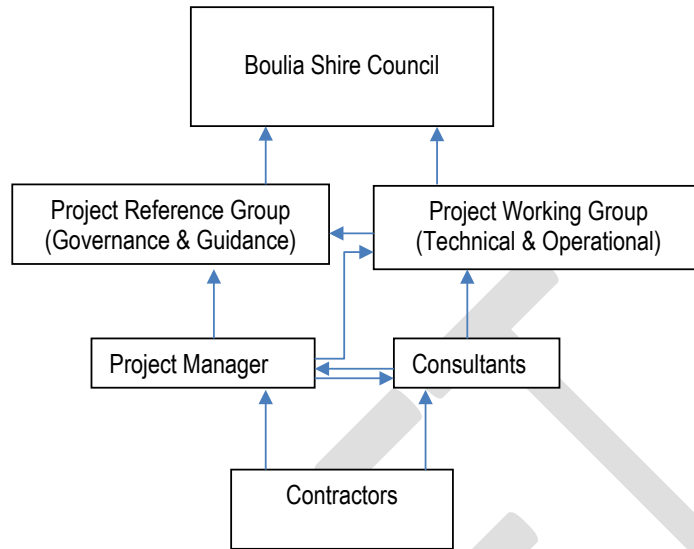 Boulia Shire Council
Project Reference Group
(Governance & Guidance)
Project Working Group
(Technical & Operational)
Project Manager
Consultants
Contractors